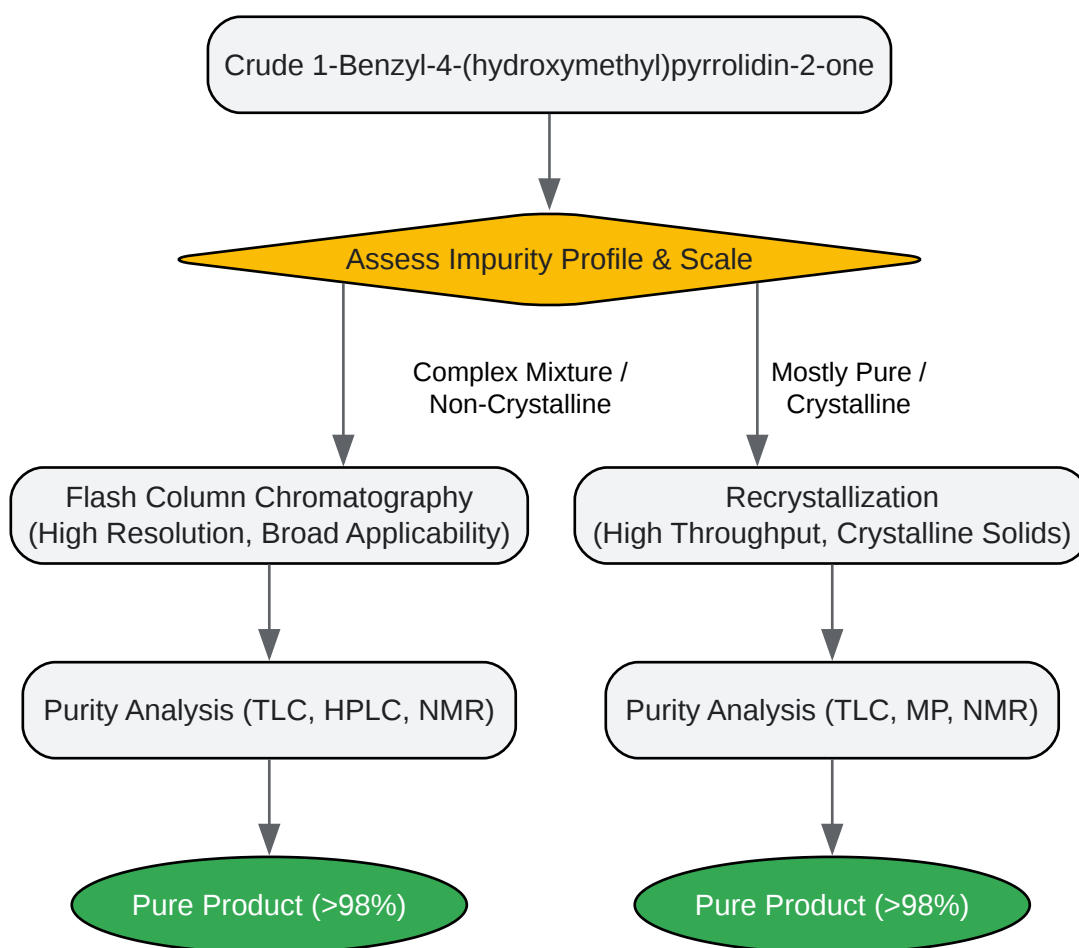 Crude 1-Benzyl-4-(hydroxymethyl)pyrrolidin-2-one
Assess Impurity Profile & Scale
Complex Mixture /
Non-Crystalline
Mostly Pure /
Crystalline
Flash Column Chromatography
(High Resolution, Broad Applicability)
Recrystallization
(High Throughput, Crystalline Solids)
Purity Analysis (TLC, HPLC, NMR)
Purity Analysis (TLC, MP, NMR)
Pure Product (>98%)
Pure Product (>98%)